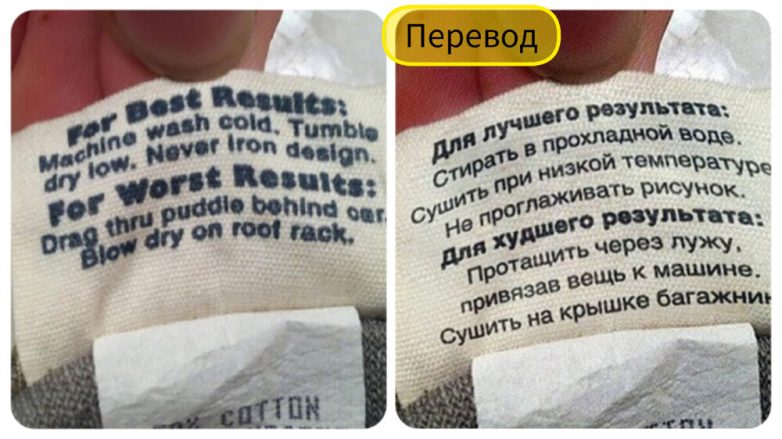 For Best Results:
Machine wash cold. Tumble
dry low. Never Iron design.
For Worst Results:
Drag thru puddle behind car.
Blow dry on roof rack.
COTTON
Перевод
Для лучшего результата:
Стирать в прохладной воде.
Сушить при низкой температуре
Не проглаживать рисунок.
Для худшего результата:
Протащить через лужу,
привязав вещь к машине.
Сушить на крышке багажник